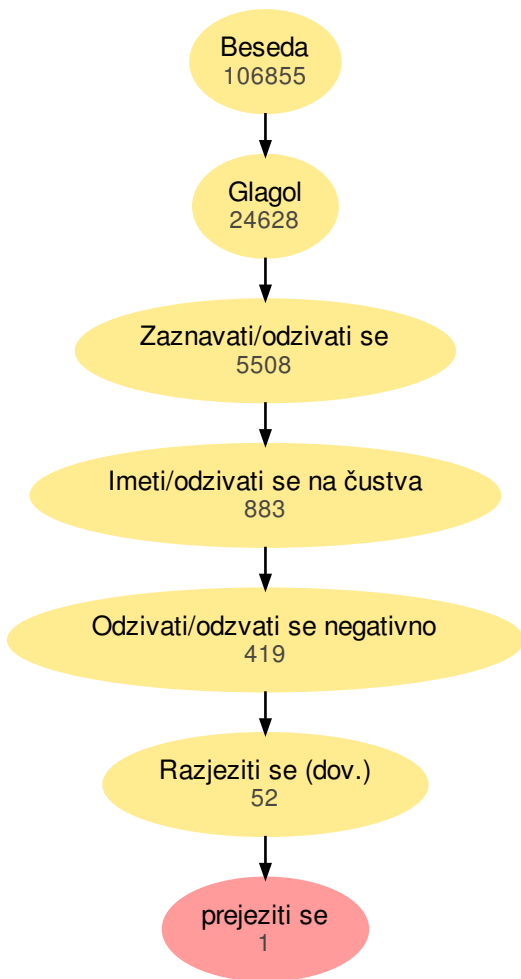 Beseda
106855
Glagol
24628
Zaznavati/odzivati se
5508
Imeti/odzivati se na čustva
883
Odzivati/odzvati se negativno
419
Razjeziti se (dov.)
52
prejeziti se
1